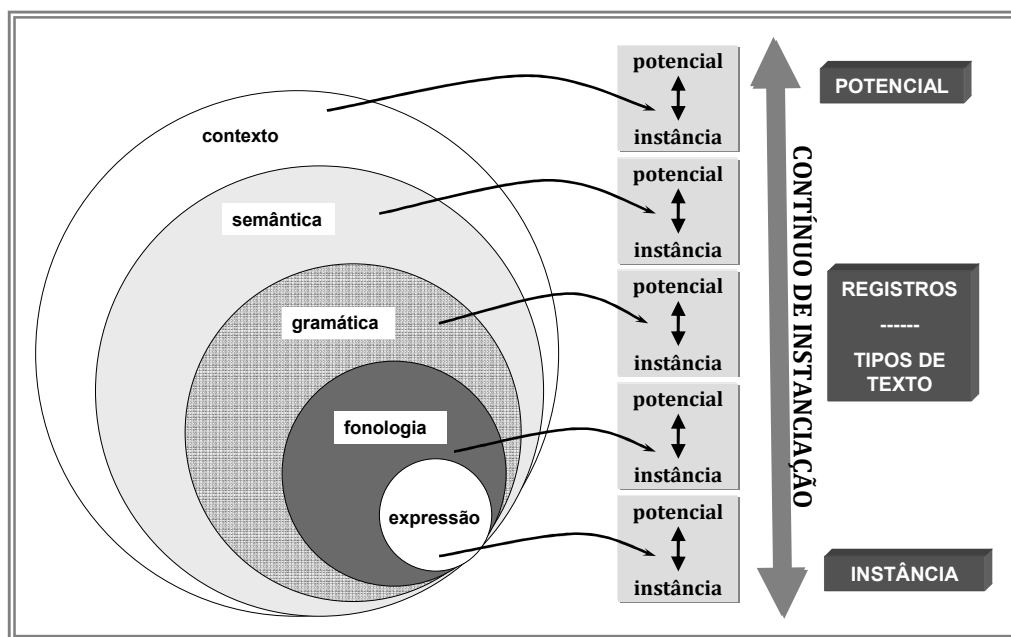 contexto
semântica
gramática
fonologia
expressão
potencial
instância
potencial
instância
potencial
instância
potencial
instância
potencial
instância
CONTÍNUO DE INSTANCIAÇÃO
POTENCIAL
REGISTROS
------
TIPOS DE
TEXTO
INSTÂNCIA